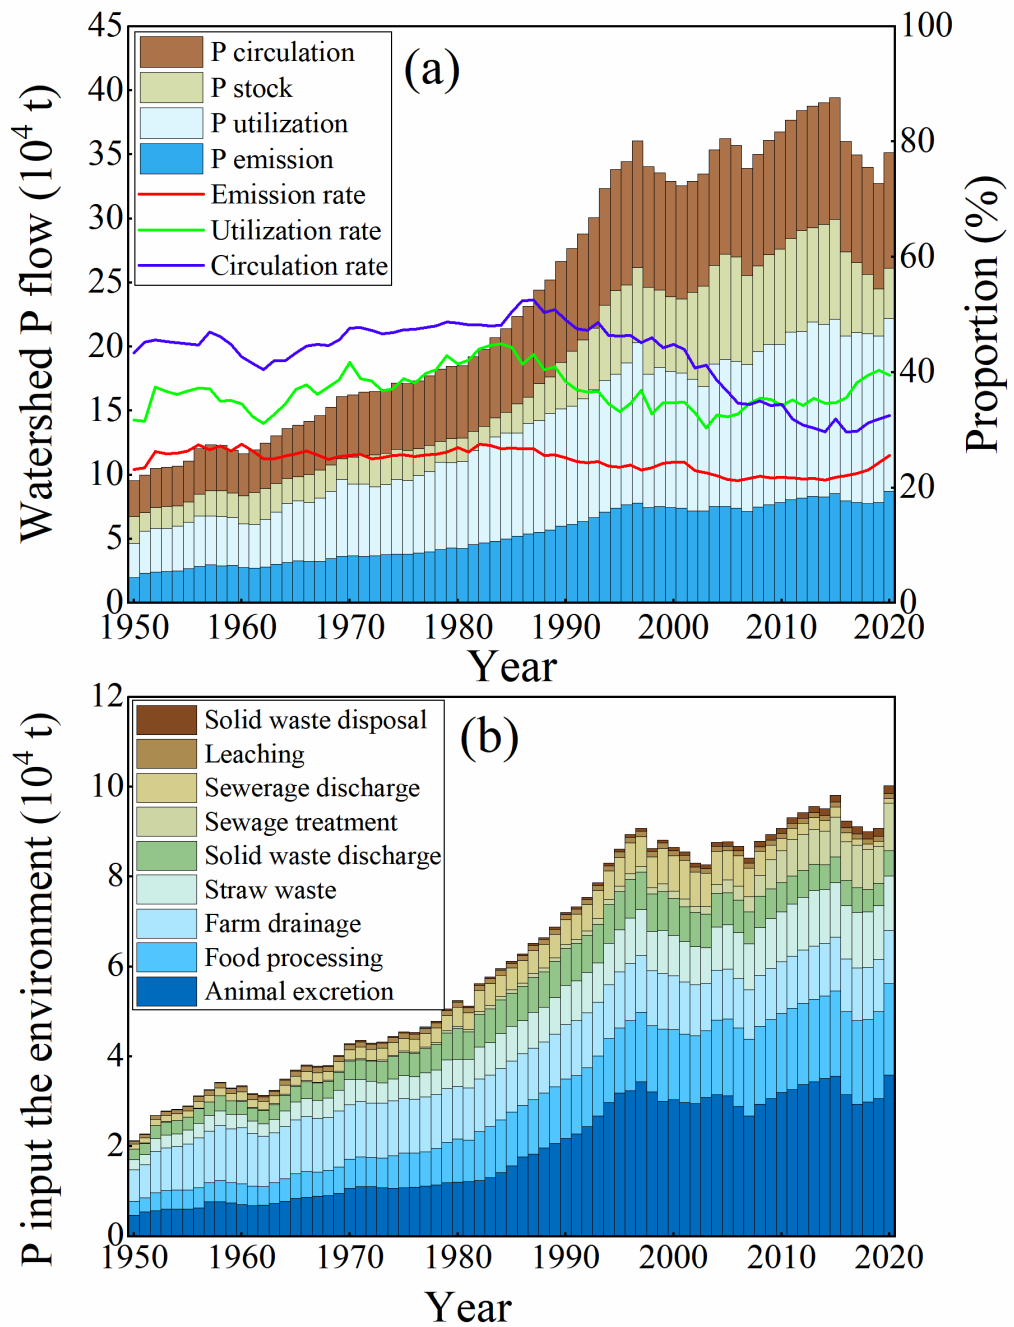 45
40
35
30
25
20
15
10
5
0
Watershed P flow (10⁴ t)
P circulation
P stock
P utilization
P emission
Emission rate
Utilization rate
Circulation rate
(a)
100
80
60
40
20
0
Proportion (%)
1950 1960 1970 1980 1990 2000 2010 2020
Year
12
10
8
6
4
2
0
P input the environment (10⁴ t)
Solid waste disposal
Leaching
Sewerage discharge
Sewage treatment
Solid waste discharge
Straw waste
Farm drainage
Food processing
Animal excretion
(b)
1950 1960 1970 1980 1990 2000 2010 2020
Year